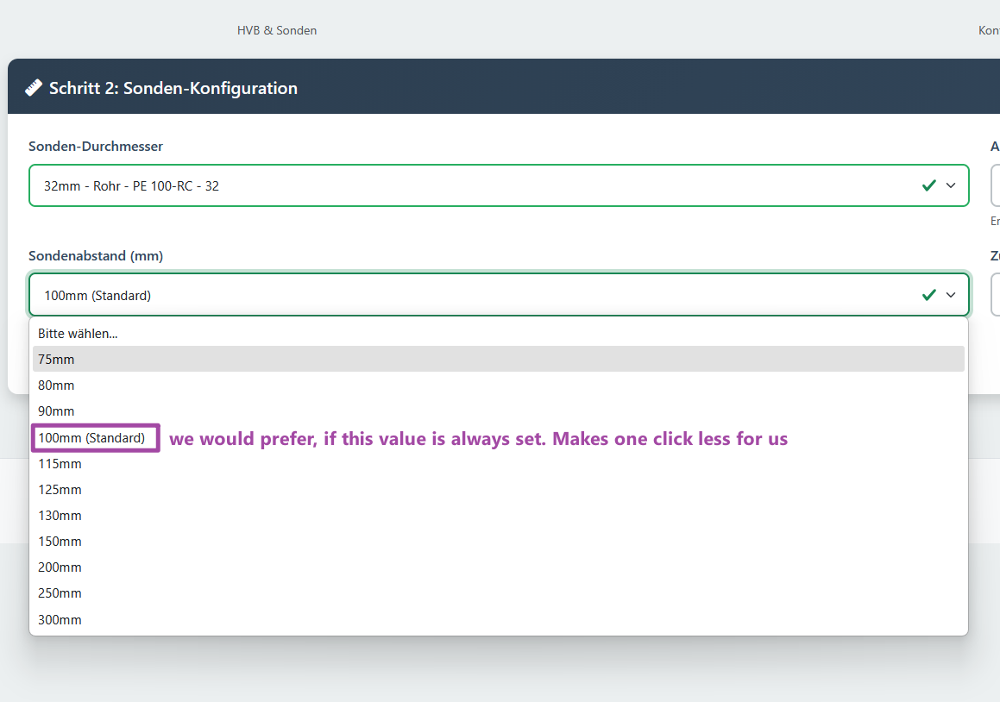 HVB & Sonden
Kon
Schritt 2: Sonden-Konfiguration
Sonden-Durchmesser
A
32mm - Rohr - PE 100-RC - 32
Er
Sondenabstand (mm)
Zu
100mm (Standard)
Bitte wählen...
75mm
80mm
90mm
100mm (Standard) we would prefer, if this value is always set. Makes one click less for us
115mm
125mm
130mm
150mm
200mm
250mm
300mm